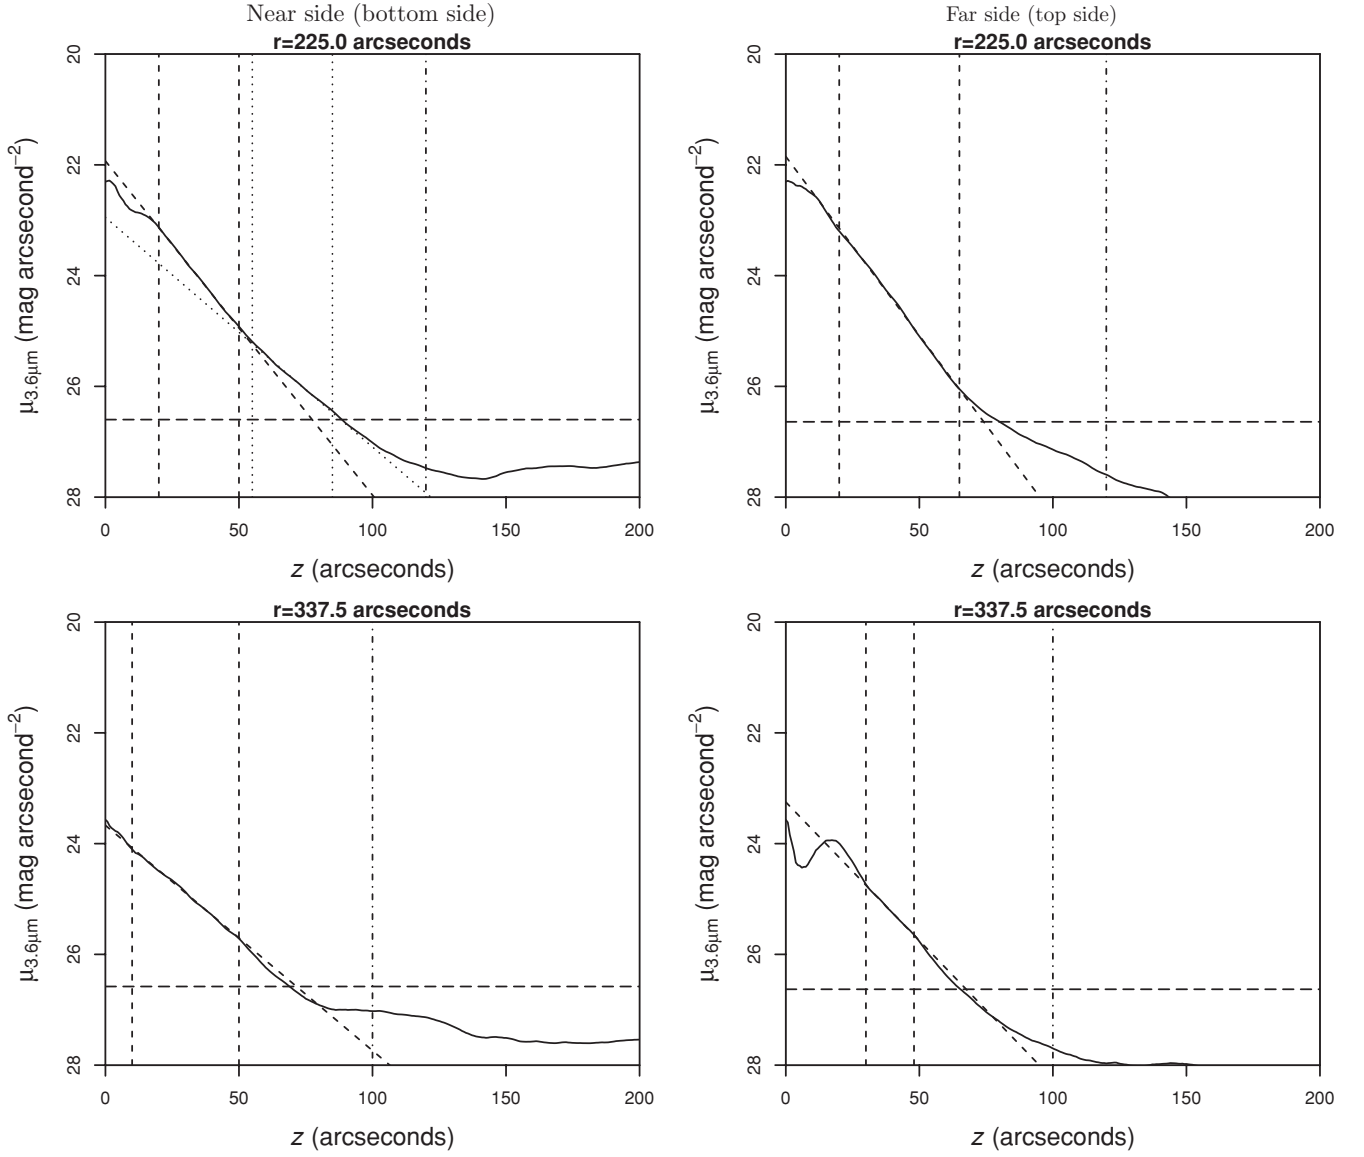 Near side (bottom side)
Far side (top side)
r=225.0 arcseconds
20
22
24
26
28
μ3.6μm (mag arcsecond−2)
0 50 100 150 200
z (arcseconds)
r=225.0 arcseconds
20
22
24
26
28
μ3.6μm (mag arcsecond−2)
0 50 100 150 200
z (arcseconds)
r=337.5 arcseconds
20
22
24
26
28
μ3.6μm (mag arcsecond−2)
0 50 100 150 200
z (arcseconds)
r=337.5 arcseconds
20
22
24
26
28
μ3.6μm (mag arcsecond−2)
0 50 100 150 200
z (arcseconds)